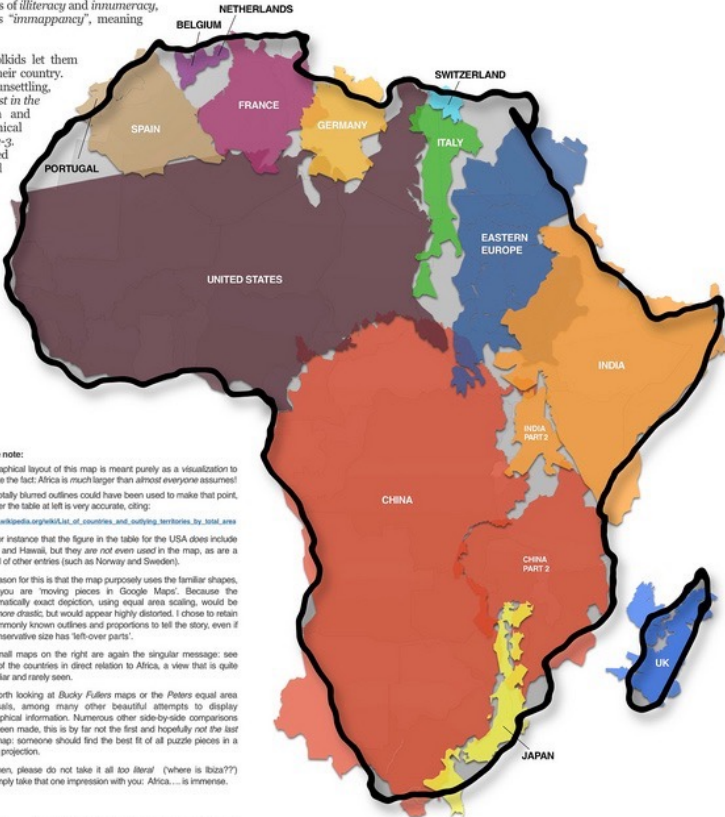 s of illiteracy and innumeracy,
s "immappancy", meaning
olkids let them
heir country.
unsettling,
st in the
and
nical
-3.
ed
NETHERLANDS
BELGIUM
SWITZERLAND
FRANCE
GERMANY
SPAIN
ITALY
PORTUGAL
EASTERN
EUROPE
UNITED STATES
INDIA
INDIA
PART 2
CHINA
CHINA
PART 2
UK
JAPAN
note:
aphical layout of this map is meant purely as a visualization to
te the fact: Africa is much larger than almost everyone assumes!
otally blurred outlines could have been used to make that point,
er the table at left is very accurate, citing:
wikipedia.org/wiki/List_of_countries_and_outlying_territories_by_total_area
or instance that the figure in the table for the USA does include
and Hawaii, but they are not even used in the map, as are a
of other entries (such as Norway and Sweden).
ason for this is that the map purposely uses the familiar shapes,
you are 'moving pieces in Google Maps'. Because the
matically exact depiction, using equal area scaling, would be
more drastic, but would appear highly distorted. I chose to retain
mmonly known outlines and proportions to tell the story, even if
nservative size has 'left-over parts'.
mall maps on the right are again the singular message: see
of the countries in direct relation to Africa, a view that is quite
liar and rarely seen.
orth looking at Bucky Fullers maps or the Peters equal area
sals, among many other beautiful attempts to display
aphical information. Numerous other side-by-side comparisons
een made, this is by far not the first and hopefully not the last
map: someone should find the best fit of all puzzle pieces in a
projection.
en, please do not take it all too literal ('where is Ibiza??')
mply take that one impression with you: Africa.... is immense.